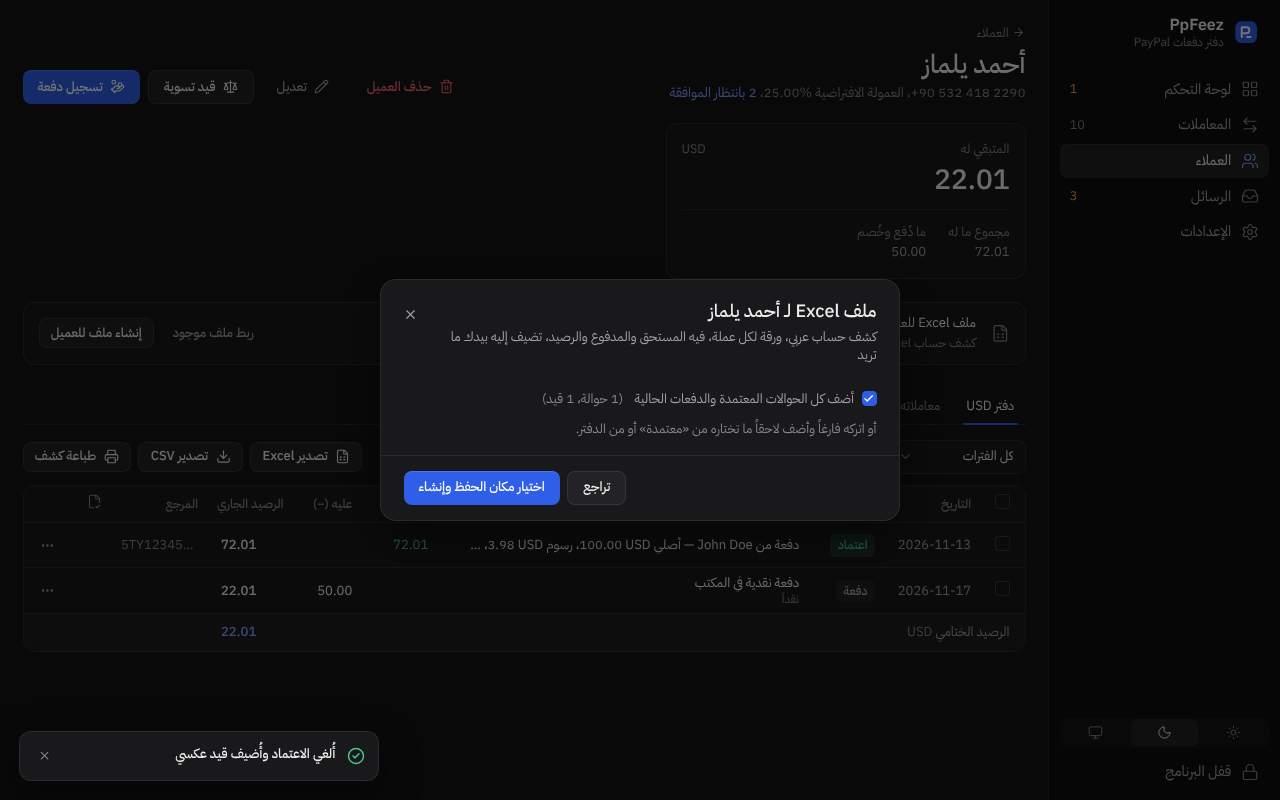 PpFeez
دفتر دفعات PayPal
لوحة التحكم 1
المعاملات 10
العملاء
الرسائل 3
الإعدادات
قفل البرنامج
العملاء
أحمد يلماز
+90 532 418 2290، العمولة الافتراضية 25.00%، 2 بانتظار الموافقة
حذف العميل
تعديل
قيد تسوية
تسجيل دفعة
المتبقي له USD
22.01
مجموع ما له ما دُفع وخُصم
72.01 50.00
ملف Excel للع
كشف حساب el
ربط ملف موجود
إنشاء ملف للعميل
ملف Excel لـ أحمد يلماز
كشف حساب عربي، ورقة لكل عملة، فيه المستحق والمدفوع والرصيد، تضيف إليه بيدك ما
تريد
أضف كل الحوالات المعتمدة والدفعات الحالية (1 حوالة، 1 قيد)
أو اتركه فارغاً وأضف لاحقاً ما تختاره من «معتمدة» أو من الدفتر.
تراجع
اختيار مكان الحفظ وإنشاء
دفتر USD معاملاته
كل الفترات
تصدير Excel
تصدير CSV
طباعة كشف
التاريخ عليه (−) الرصيد الجاري المرجع
2026-11-13 اعتماد دفعة من John Doe — أصلي 100.00 USD، رسوم 3.98 USD، ... 72.01 72.01 5TY12345...
2026-11-17 دفعة دفعة نقدية في المكتب 50.00 22.01
نقداً
الرصيد الختامي USD 22.01
أُلغي الاعتماد وأُضيف قيد عكسي